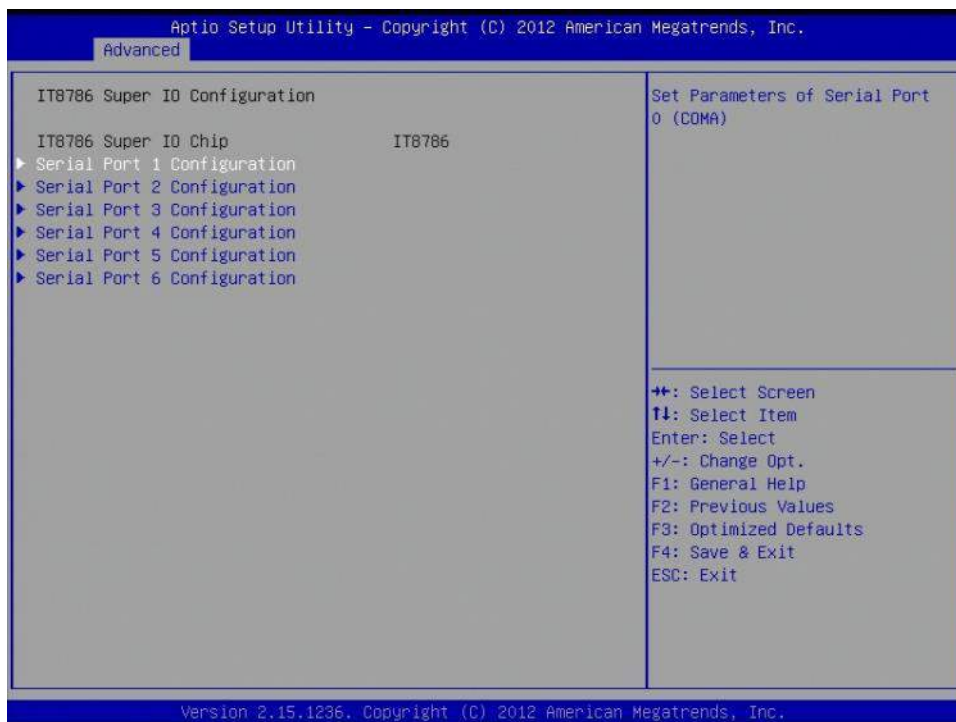 Aptio Setup Utility – Copyright (C) 2012 American Megatrends, Inc.
Advanced
IT8786 Super IO Configuration
IT8786 Super IO Chip IT8786
Serial Port 1 Configuration
Serial Port 2 Configuration
Serial Port 3 Configuration
Serial Port 4 Configuration
Serial Port 5 Configuration
Serial Port 6 Configuration
Set Parameters of Serial Port
0 (COMA)
→←: Select Screen
↑↓: Select Item
Enter: Select
+/-: Change Opt.
F1: General Help
F2: Previous Values
F3: Optimized Defaults
F4: Save & Exit
ESC: Exit
Version 2.15.1236. Copyright (C) 2012 American Megatrends, Inc.